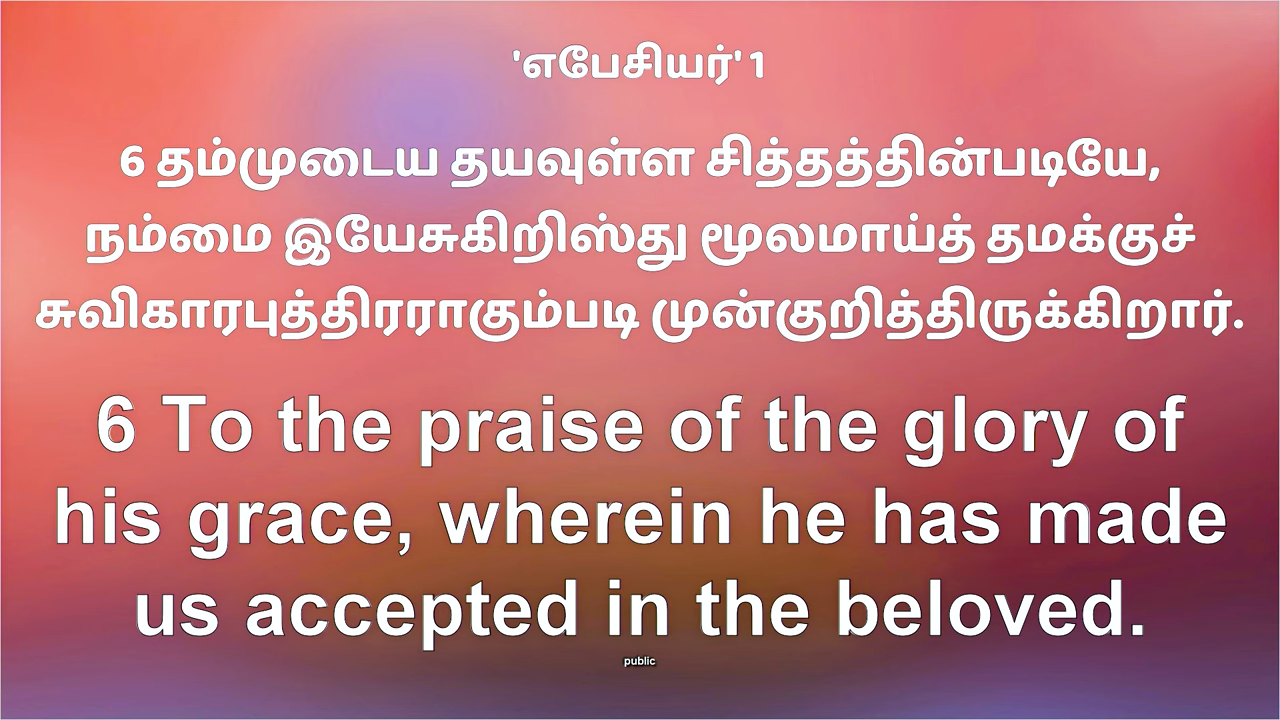 'எபேசியர்' 1
6 தம்முடைய தயவுள்ள சித்தத்தின்படியே,
நம்மை இயேசுகிறிஸ்து மூலமாய்த் தமக்குச்
சுவிகாரபுத்திரராகும்படி முன்குறித்திருக்கிறார்.
6 To the praise of the glory of
his grace, wherein he has made
us accepted in the beloved.
public